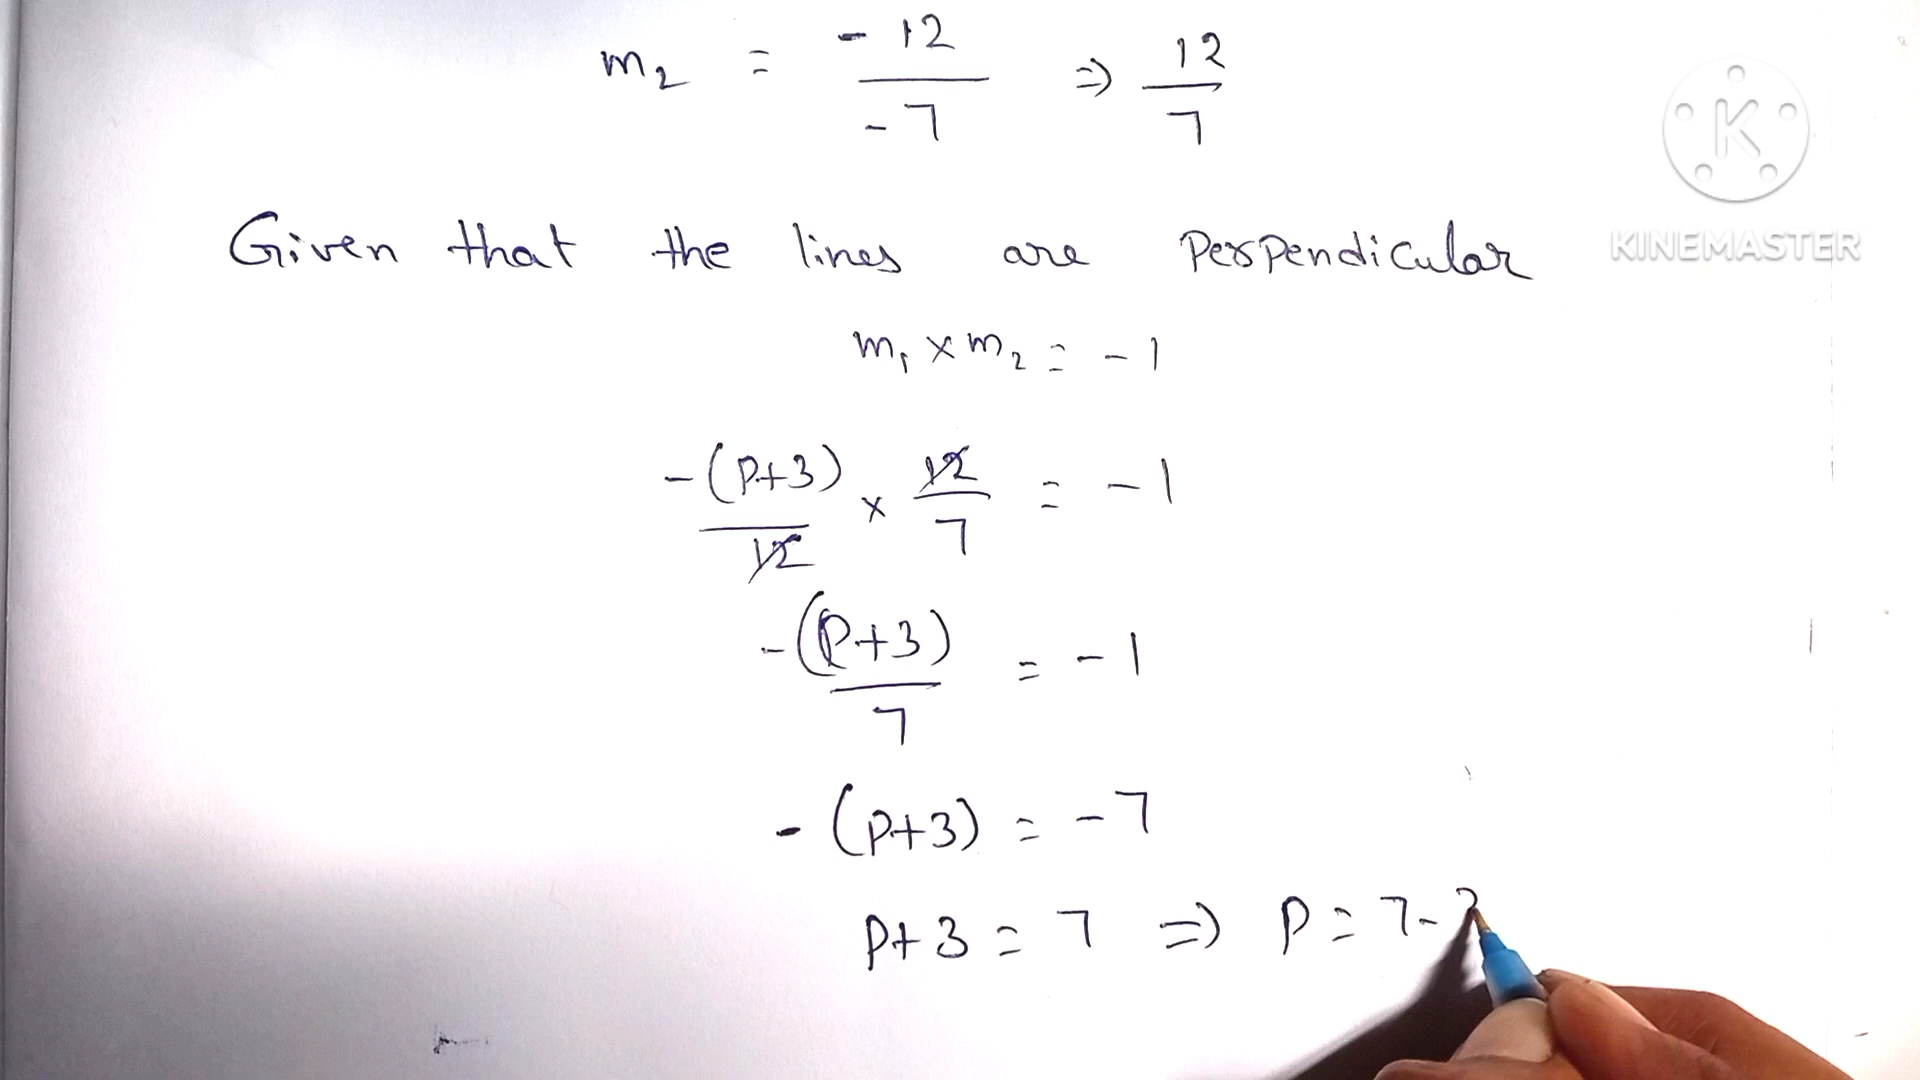 m₂ = -12/-7 ⇒ 12/7
K
KINEMASTER
Given that the lines are Perpendicular
m₁ × m₂ = -1
-(P+3)/12 × 12/7 = -1
-(P+3)/7 = -1
-(P+3) = -7
P+3 = 7 ⇒ P = 7-